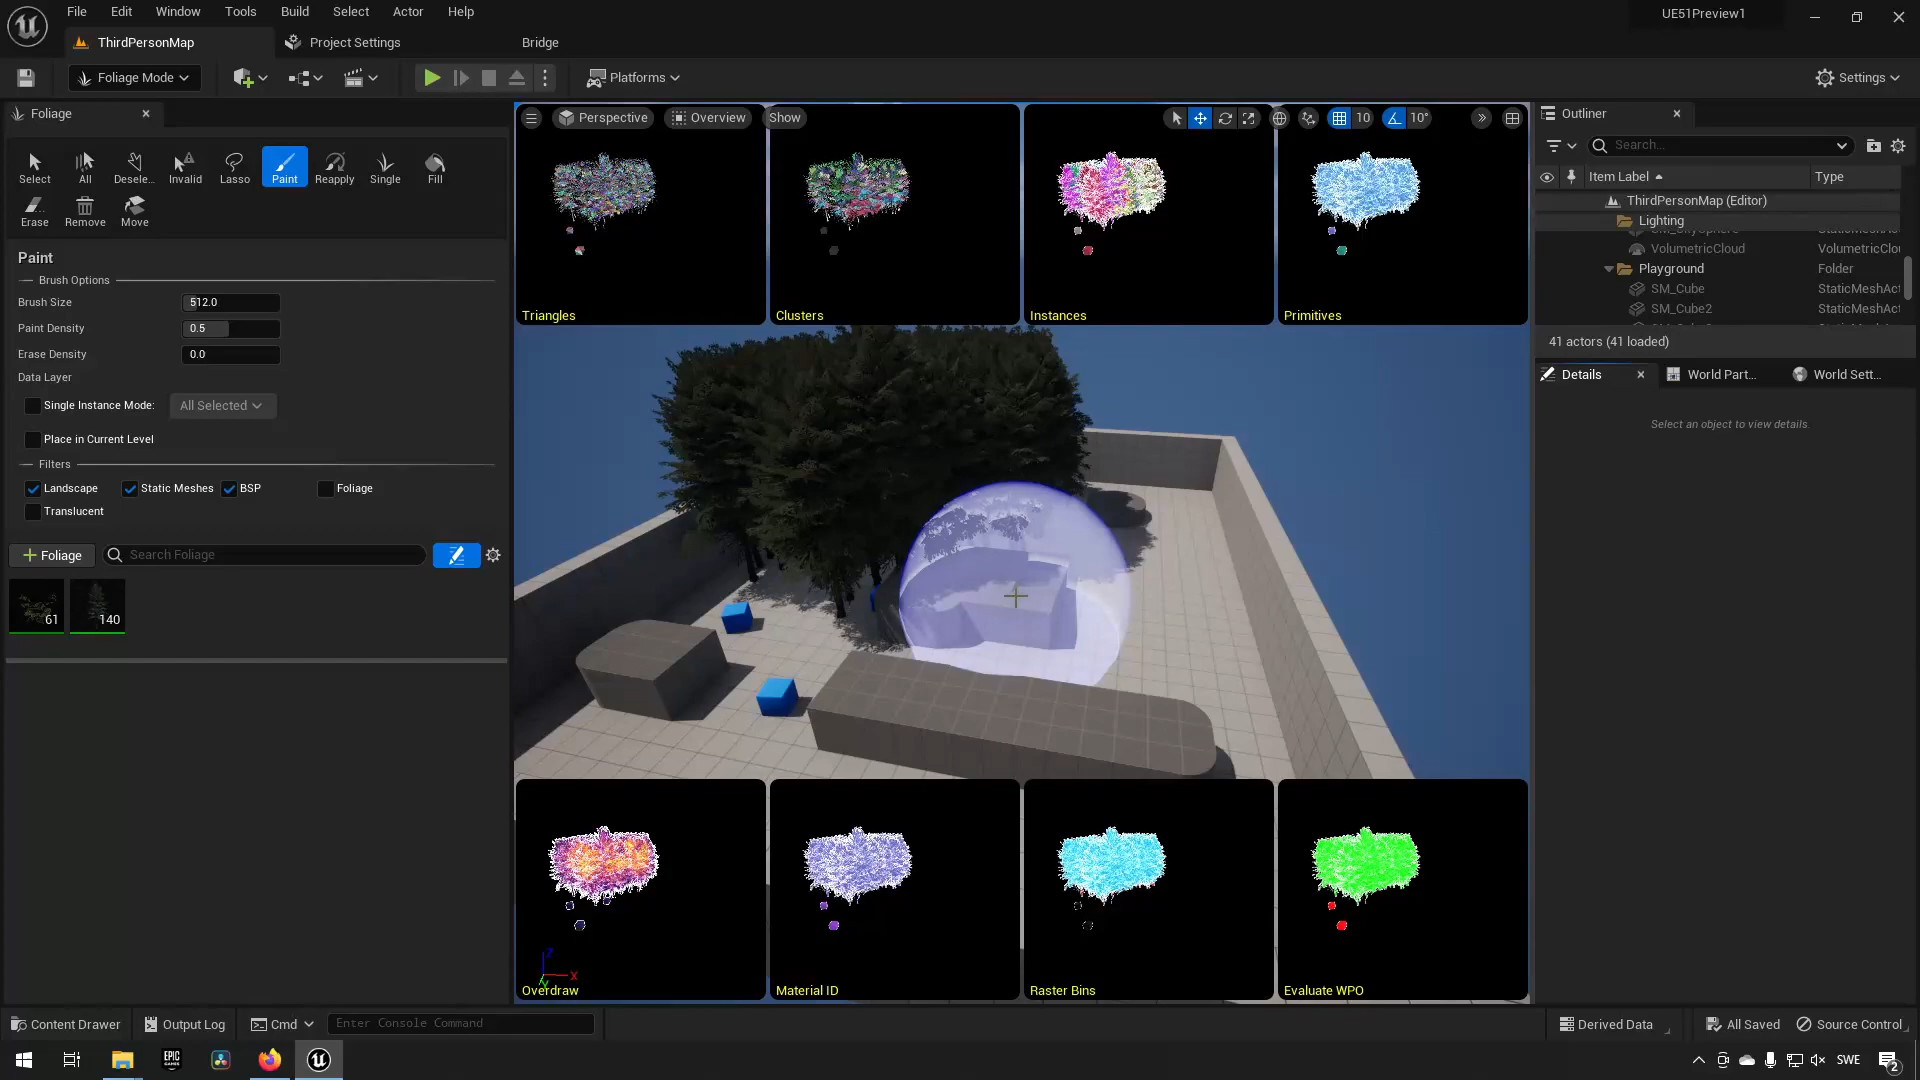 File Edit Window Tools Build Select Actor Help
UE51Preview1
ThirdPersonMap
Project Settings
Bridge
Foliage Mode
Platforms
Settings
Foliage
Select
All
Desele...
Invalid
Lasso
Paint
Reapply
Single
Fill
Erase
Remove
Move
Paint
Brush Options
Brush Size 512.0
Paint Density 0.5
Erase Density 0.0
Data Layer
Single Instance Mode: All Selected
Place in Current Level
Filters
Landscape Static Meshes BSP Foliage
Translucent
Foliage
Search Foliage
61
140
Perspective
Overview
Show
10
10°
Triangles
Clusters
Instances
Primitives
Overdraw
Material ID
Raster Bins
Evaluate WPO
Z
X
Y
Outliner
Search...
Item Label Type
ThirdPersonMap (Editor)
Lighting
VolumetricCloud VolumetricClou
Playground Folder
SM_Cube StaticMeshAct
SM_Cube2 StaticMeshAct
41 actors (41 loaded)
Details
World Part...
World Sett...
Select an object to view details.
Content Drawer
Output Log
Cmd
Enter Console Command
Derived Data
All Saved
Source Control
EPIC GAMES
SWE
2